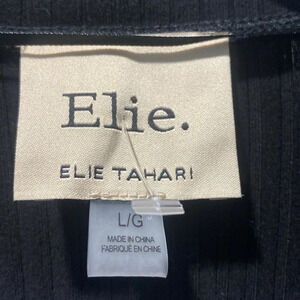 Elie.
ELIE TAHARI
L/G
MADE IN CHINA
FABRIQUÉ EN CHINE